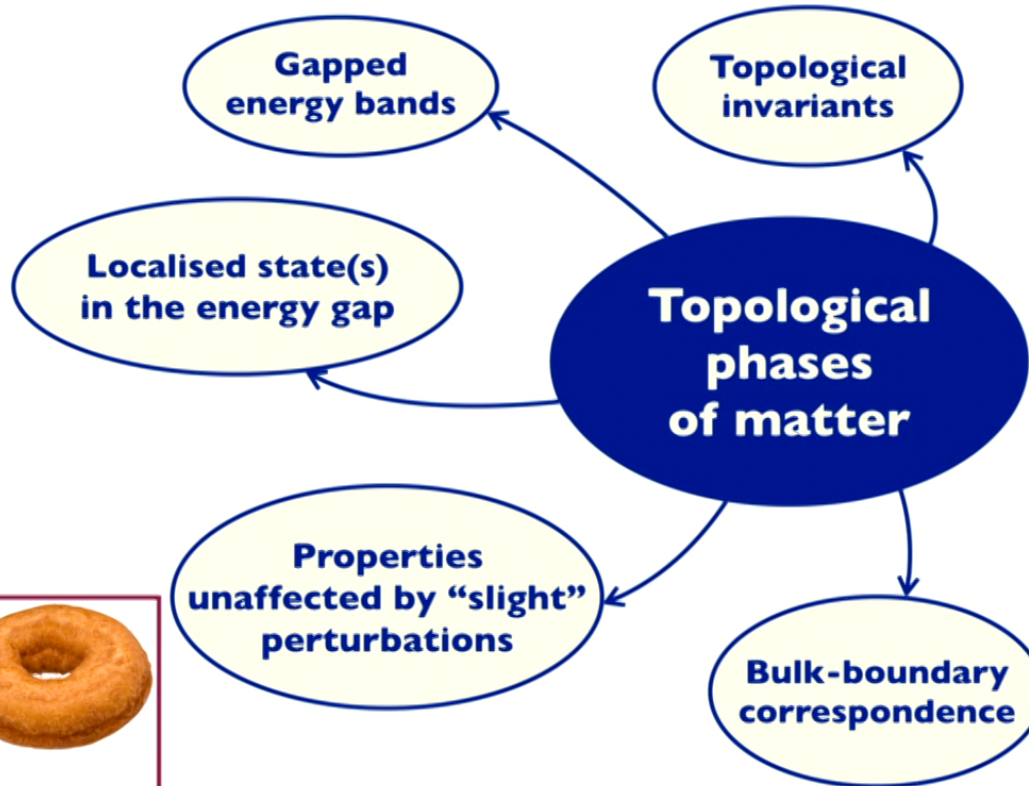 Gapped
energy bands
Topological
invariants
Localised state(s)
in the energy gap
Topological
phases
of matter
Properties
unaffected by “slight”
perturbations
Bulk-boundary
correspondence